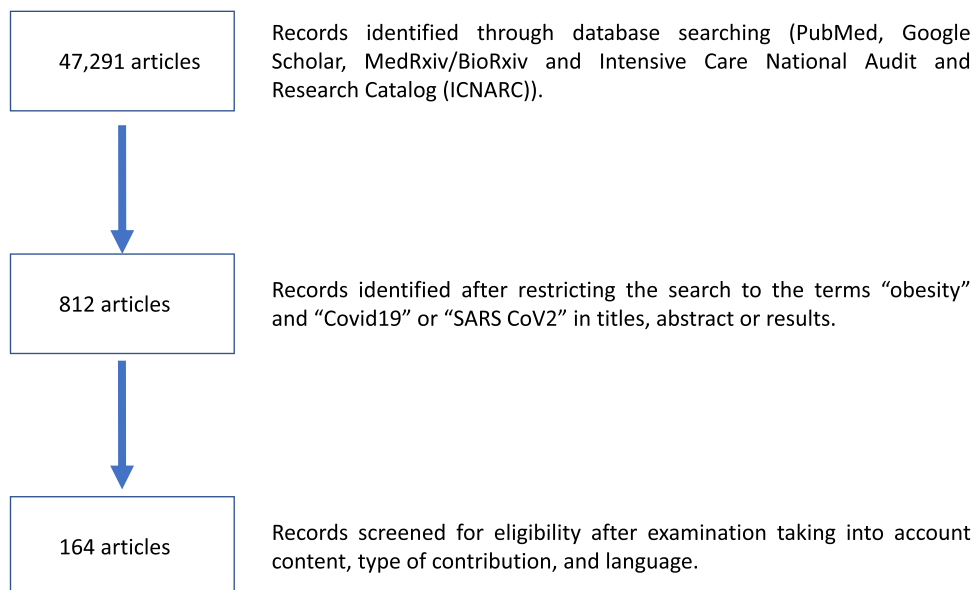 47,291 articles
Records identified through database searching (PubMed, Google
Scholar, MedRxiv/BioRxiv and Intensive Care National Audit and
Research Catalog (ICNARC)).
812 articles
Records identified after restricting the search to the terms “obesity”
and “Covid19” or “SARS CoV2” in titles, abstract or results.
164 articles
Records screened for eligibility after examination taking into account
content, type of contribution, and language.